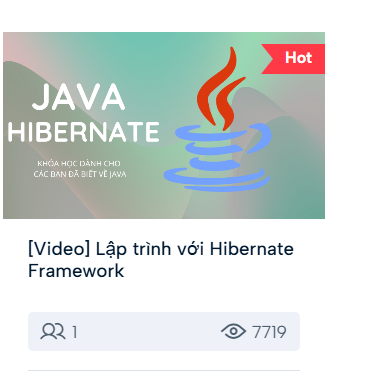 Hot
JAVA
HIBERNATE
KHÓA HỌC DÀNH CHO
CÁC BẠN ĐÃ BIẾT VỀ JAVA
[Video] Lập trình với Hibernate
Framework
1
7719